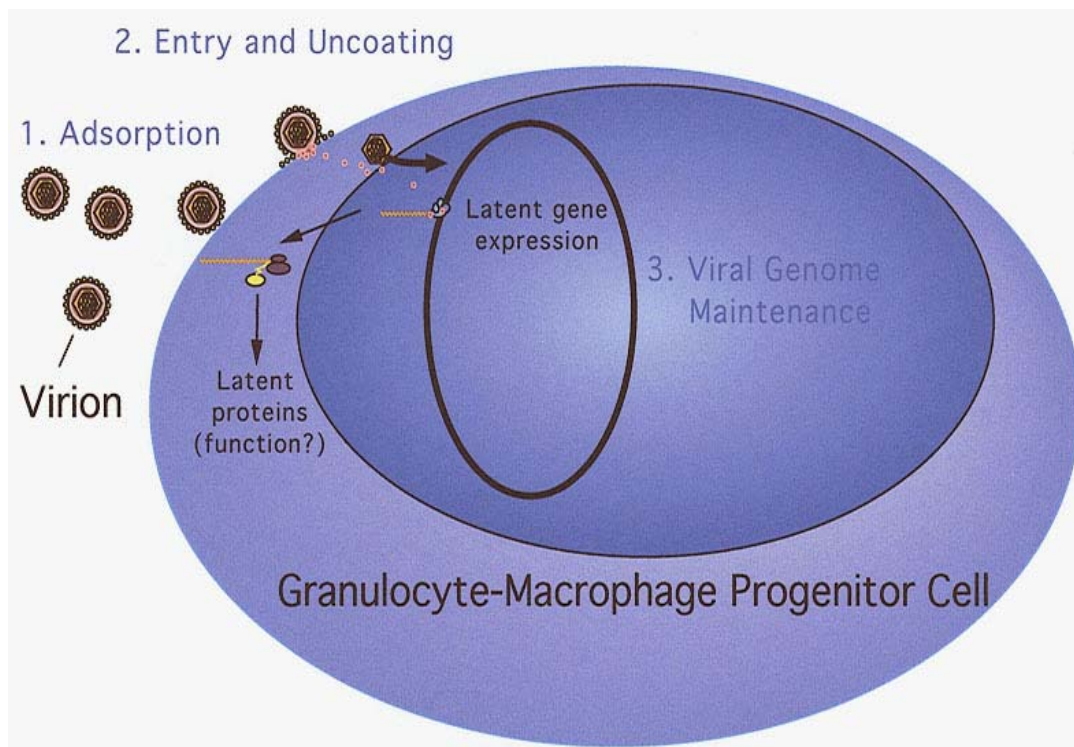 2. Entry and Uncoating
1. Adsorption
Latent gene
expression
3. Viral Genome
Maintenance
Virion
Latent
proteins
(function?)
Granulocyte-Macrophage Progenitor Cell